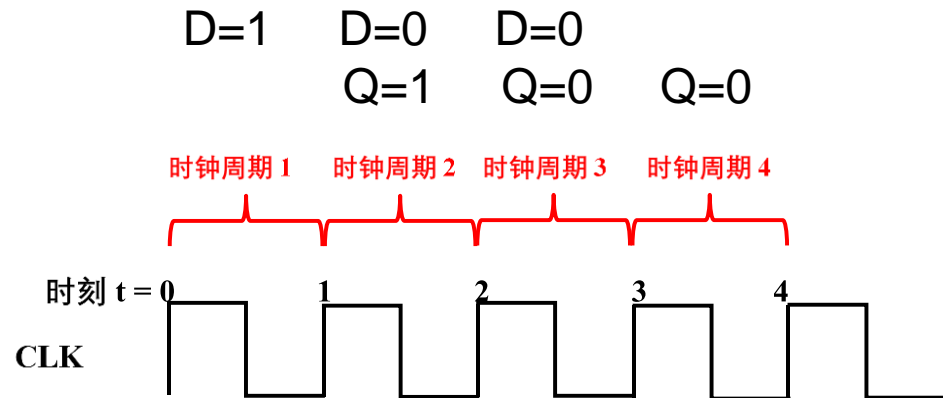 D=1 D=0 D=0
Q=1 Q=0 Q=0
时钟周期 1 时钟周期 2 时钟周期 3 时钟周期 4
时刻 t = 0 1 2 3 4
CLK